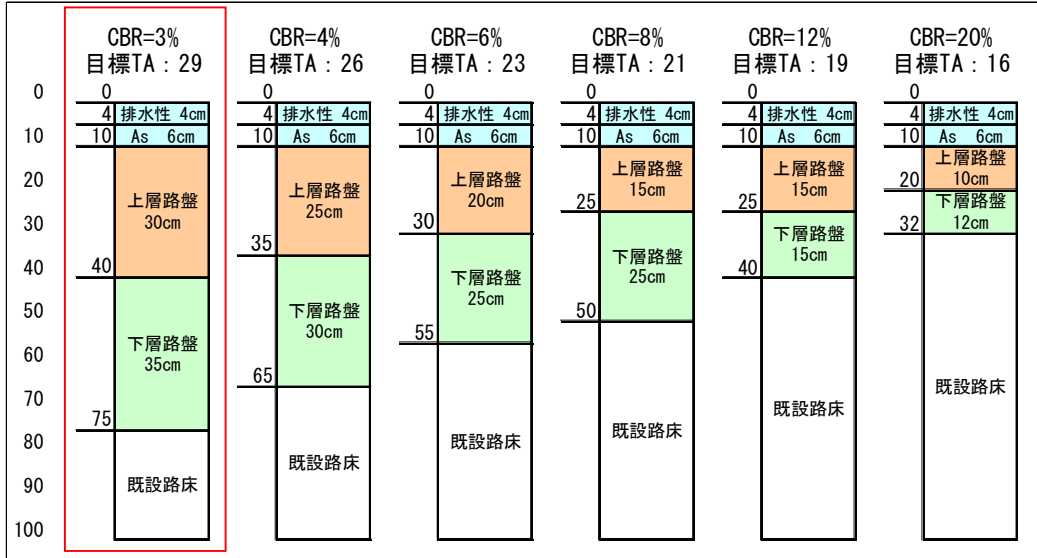 CBR=3%
目標TA：29
CBR=4%
目標TA：26
CBR=6%
目標TA：23
CBR=8%
目標TA：21
CBR=12%
目標TA：19
CBR=20%
目標TA：16
0
10
20
30
40
50
60
70
80
90
100
0
4 排水性 4cm
10 As 6cm
上層路盤
30cm
40
下層路盤
35cm
75
既設路床
0
4 排水性 4cm
10 As 6cm
上層路盤
25cm
35
下層路盤
30cm
65
既設路床
0
4 排水性 4cm
10 As 6cm
上層路盤
20cm
30
下層路盤
25cm
55
既設路床
0
4 排水性 4cm
10 As 6cm
上層路盤
15cm
25
下層路盤
25cm
50
既設路床
0
4 排水性 4cm
10 As 6cm
上層路盤
15cm
25
下層路盤
15cm
40
既設路床
0
4 排水性 4cm
10 As 6cm
上層路盤
10cm
20
下層路盤
12cm
32
既設路床